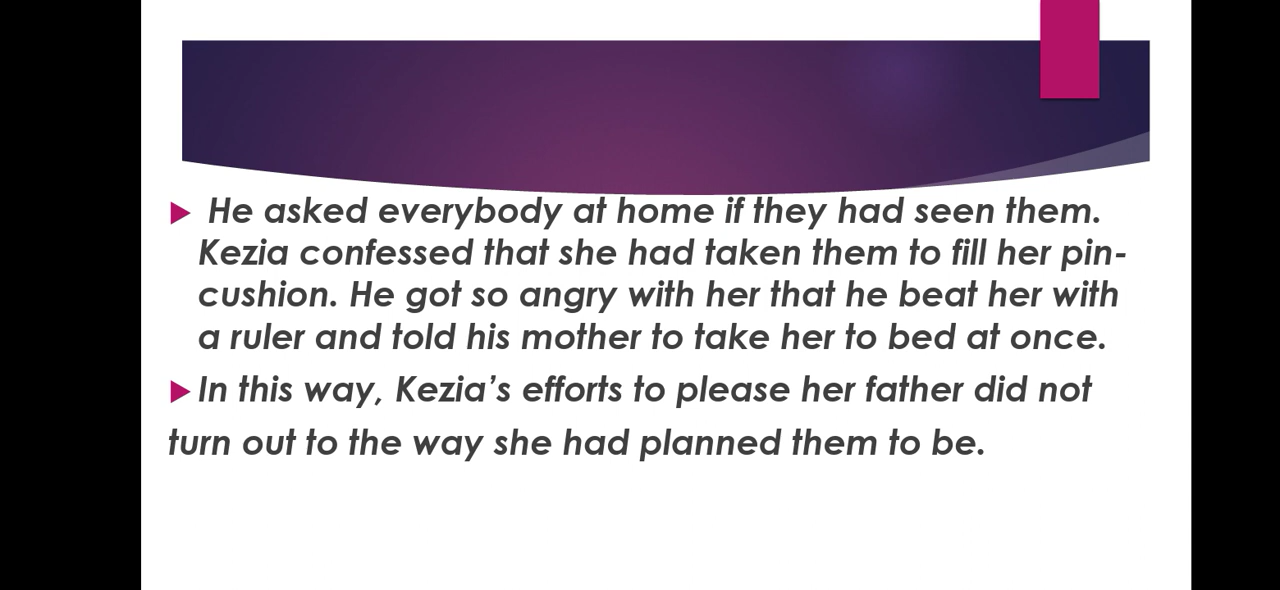 He asked everybody at home if they had seen them.
Kezia confessed that she had taken them to fill her pin-
cushion. He got so angry with her that he beat her with
a ruler and told his mother to take her to bed at once.
In this way, Kezia’s efforts to please her father did not
turn out to the way she had planned them to be.